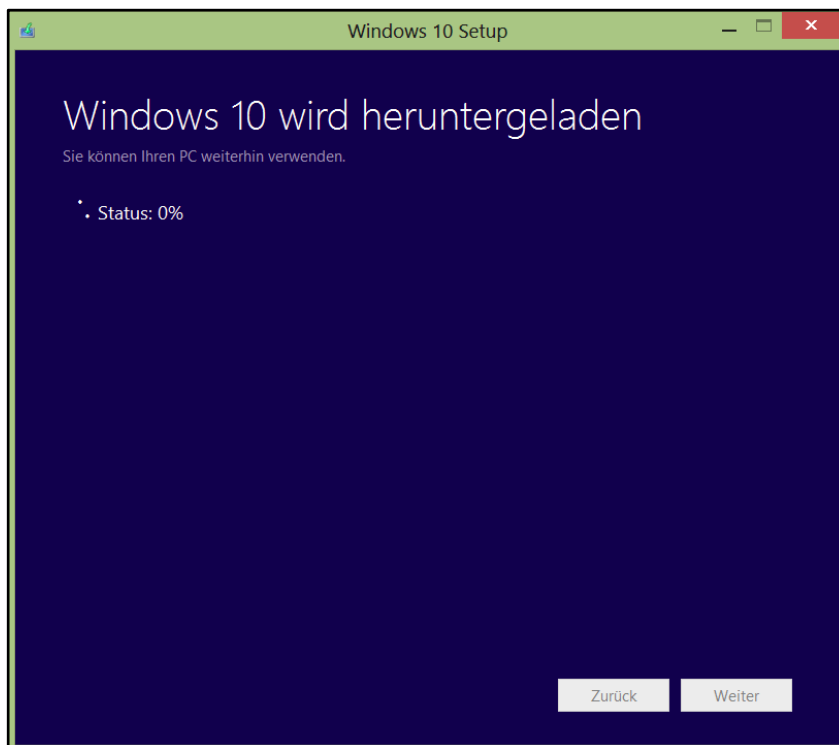 Windows 10 Setup
Windows 10 wird heruntergeladen
Sie können Ihren PC weiterhin verwenden.
Status: 0%
Zurück
Weiter